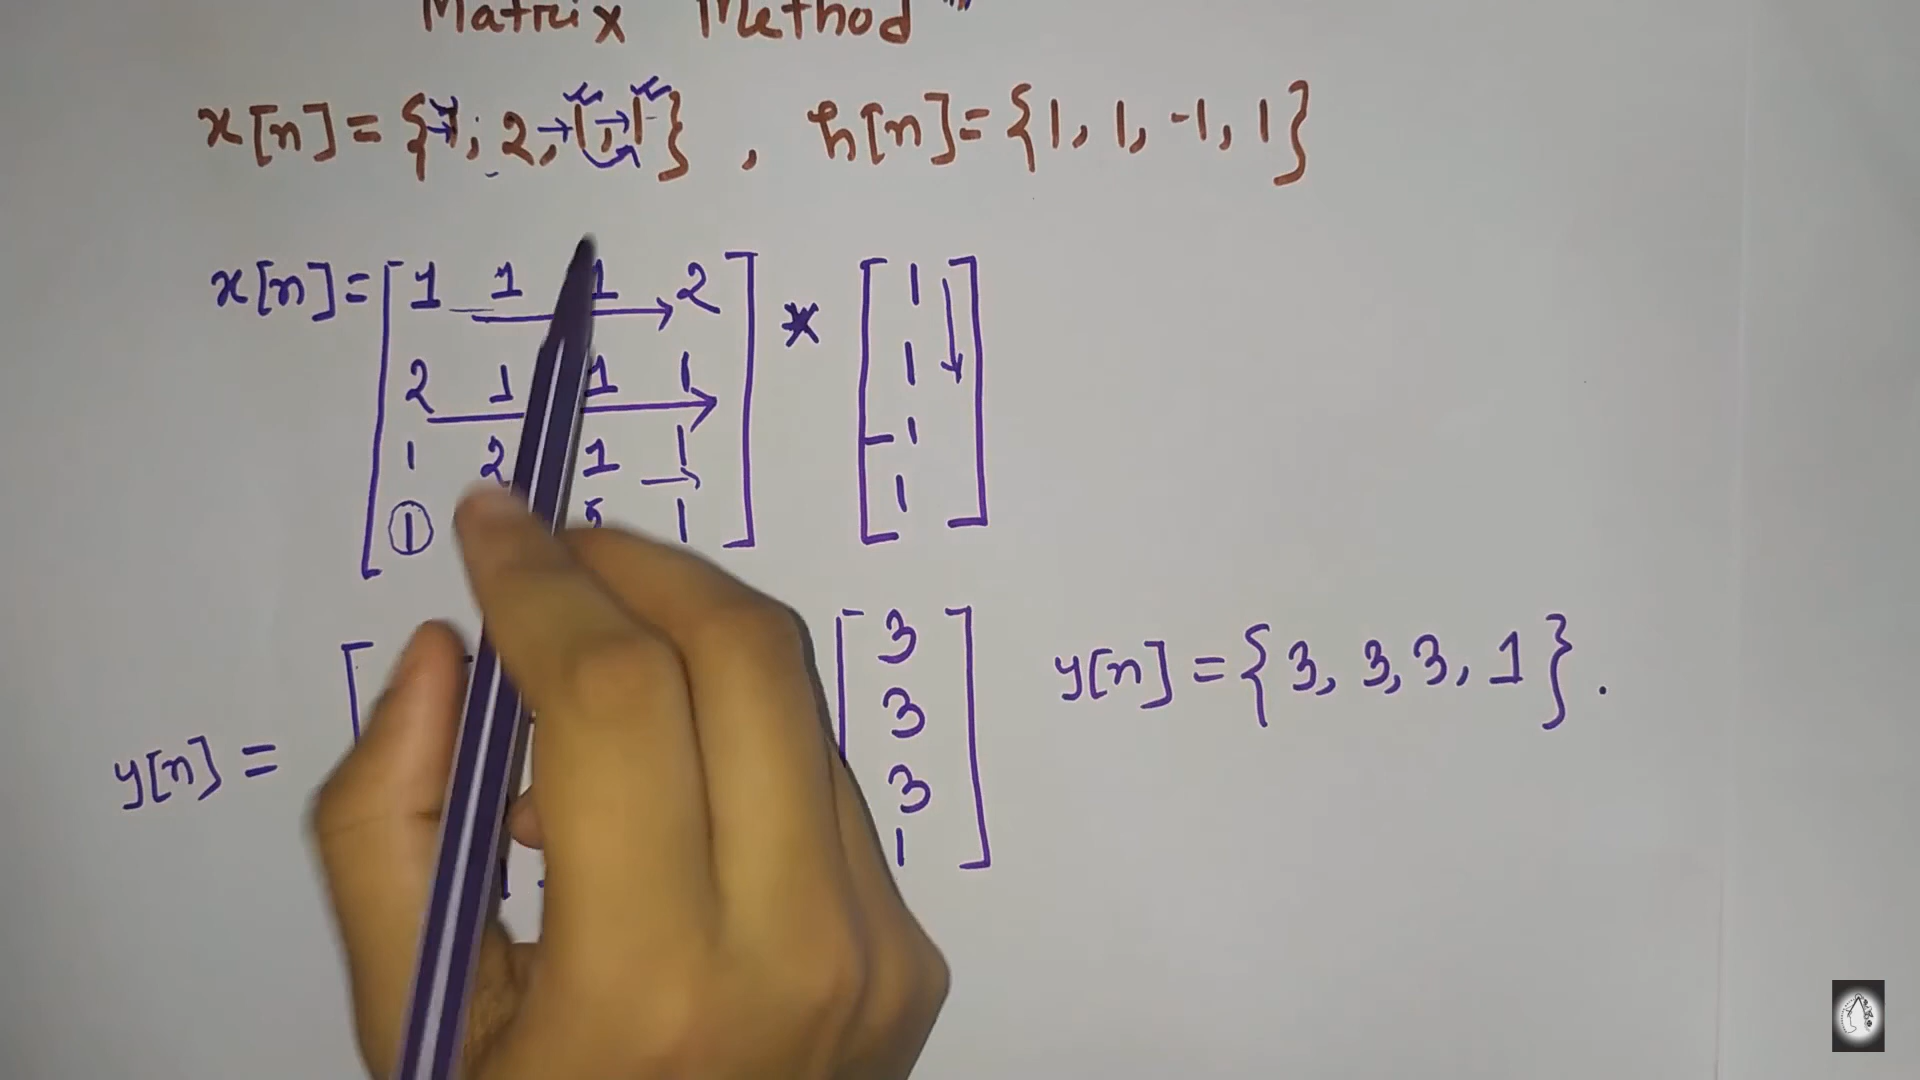 Matrix Method "
x[n] = {1, 2, 1, 1} , h[n] = {1, 1, -1, 1}
x[n] = [1 1 1 2] * [1
2 1 1 1 1
1 2 1 1 -1
1 1 1]
y[n] = [3 3 3 1] y[n] = {3, 3, 3, 1}.